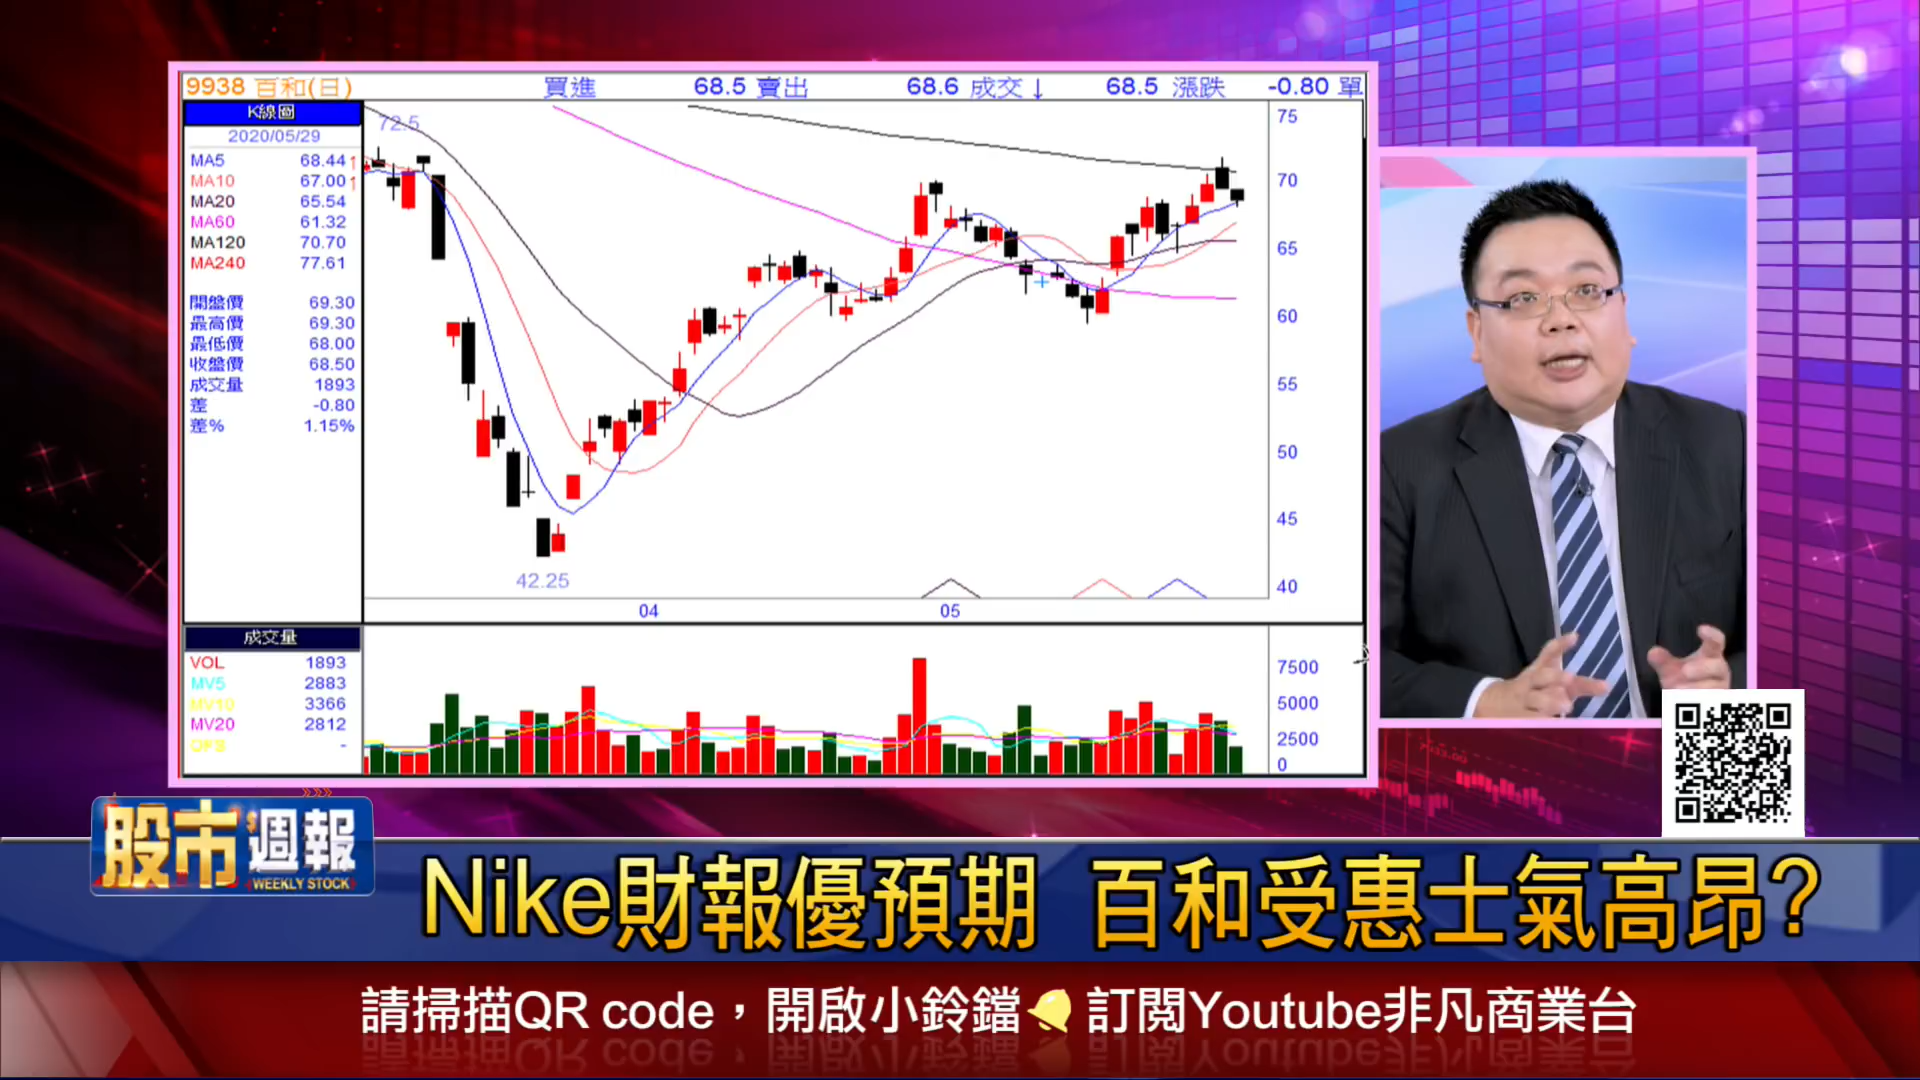 9938 百和(日) 買進 68.5 賣出 68.6 成交↓ 68.5 漲跌 -0.80 單
K線圖
2020/05/29
MA5 68.44↑
MA10 67.00↑
MA20 65.54
MA60 61.32
MA120 70.70
MA240 77.61
開盤價 69.30
最高價 69.30
最低價 68.00
收盤價 68.50
成交量 1893
差 -0.80
差% 1.15%
72.5
42.25
75
70
65
60
55
50
45
40
04 05
成交量
VOL 1893
MV5 2883
MV10 3366
MV20 2812
-
7500
5000
2500
0
股市週報
WEEKLY STOCK
Nike財報優預期 百和受惠士氣高昂?
請掃描QR code，開啟小鈴鐺 訂閱Youtube非凡商業台